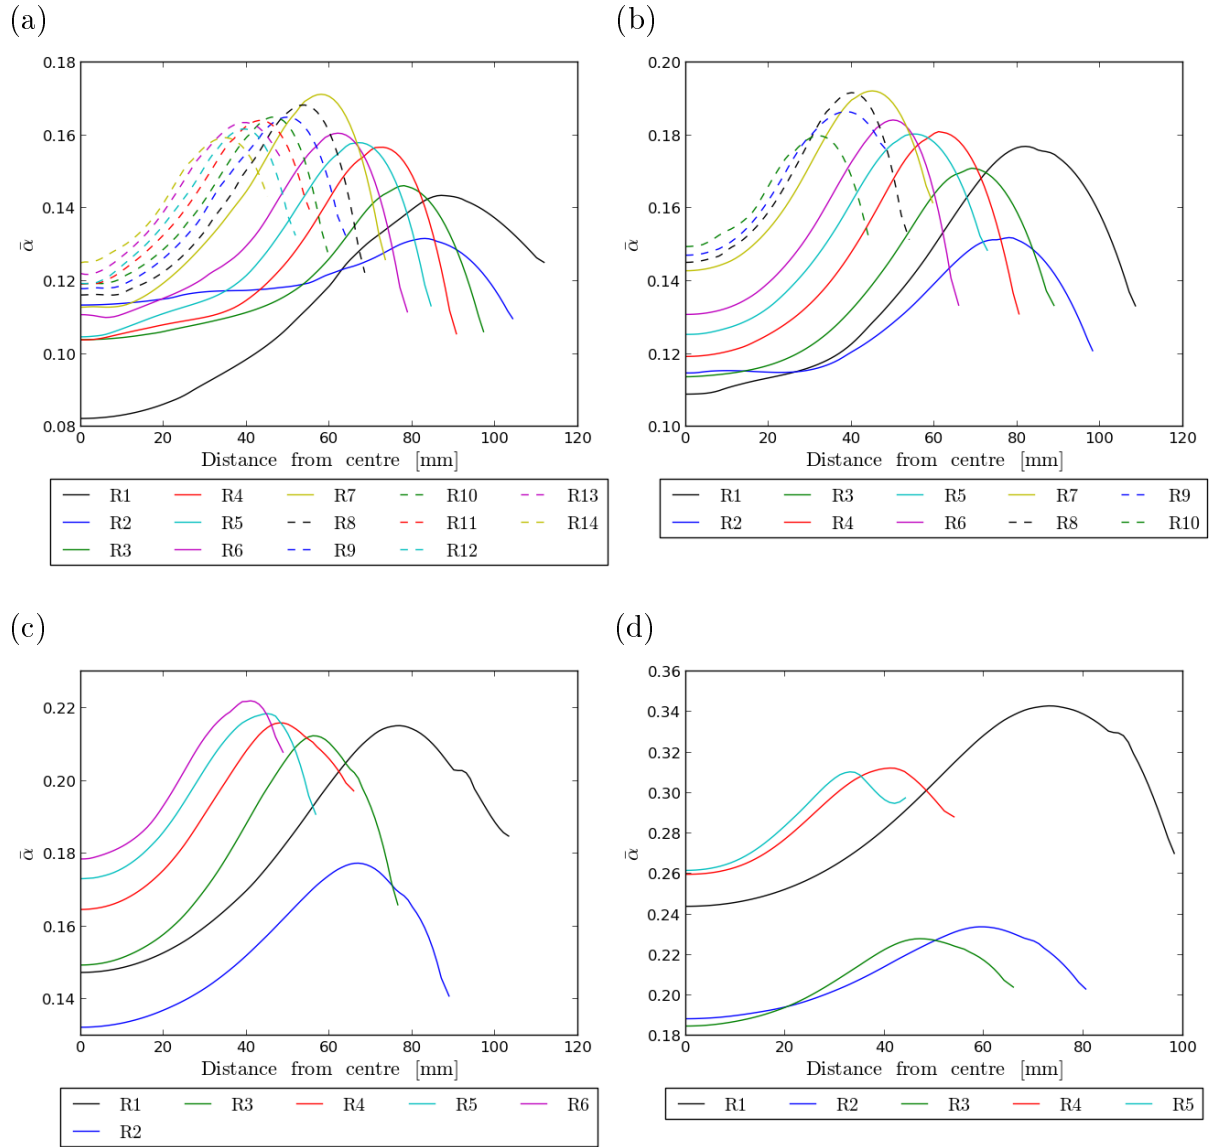 (a)
0.18
0.16
0.14
0.12
0.10
0.08
ᾱ
0 20 40 60 80 100 120
Distance from centre [mm]
R1 R4 R7 R10 R13
R2 R5 R8 R11 R14
R3 R6 R9 R12
(b)
0.20
0.18
0.16
0.14
0.12
0.10
ᾱ
0 20 40 60 80 100 120
Distance from centre [mm]
R1 R3 R5 R7 R9
R2 R4 R6 R8 R10
(c)
0.22
0.20
0.18
0.16
0.14
ᾱ
0 20 40 60 80 100 120
Distance from centre [mm]
R1 R3 R4 R5 R6
R2
(d)
0.36
0.34
0.32
0.30
0.28
0.26
0.24
0.22
0.20
0.18
ᾱ
0 20 40 60 80 100
Distance from centre [mm]
R1 R2 R3 R4 R5